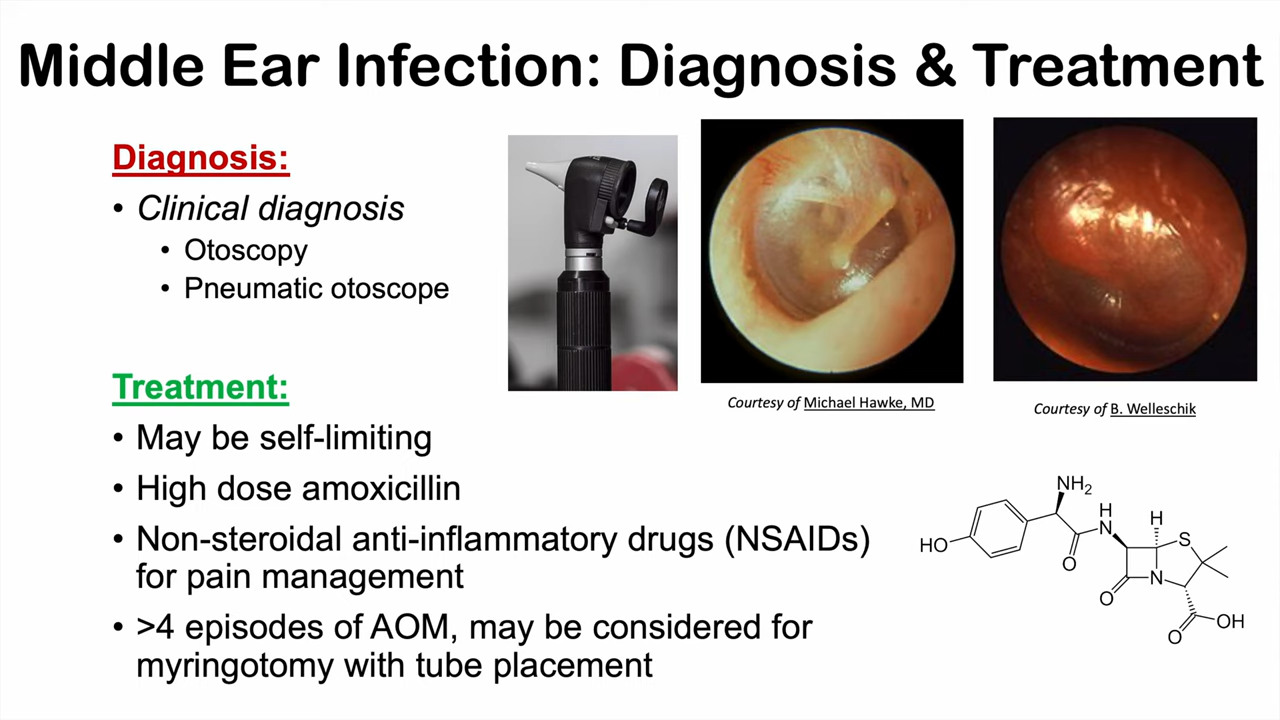 Middle Ear Infection: Diagnosis & Treatment
Diagnosis:
• Clinical diagnosis
• Otoscopy
• Pneumatic otoscope
Treatment:
• May be self-limiting
• High dose amoxicillin
• Non-steroidal anti-inflammatory drugs (NSAIDs)
for pain management
• >4 episodes of AOM, may be considered for
myringotomy with tube placement
Courtesy of Michael Hawke, MD
Courtesy of B. Welleschik
NH₂
H
N
H
S
HO
O
O
N
O
OH